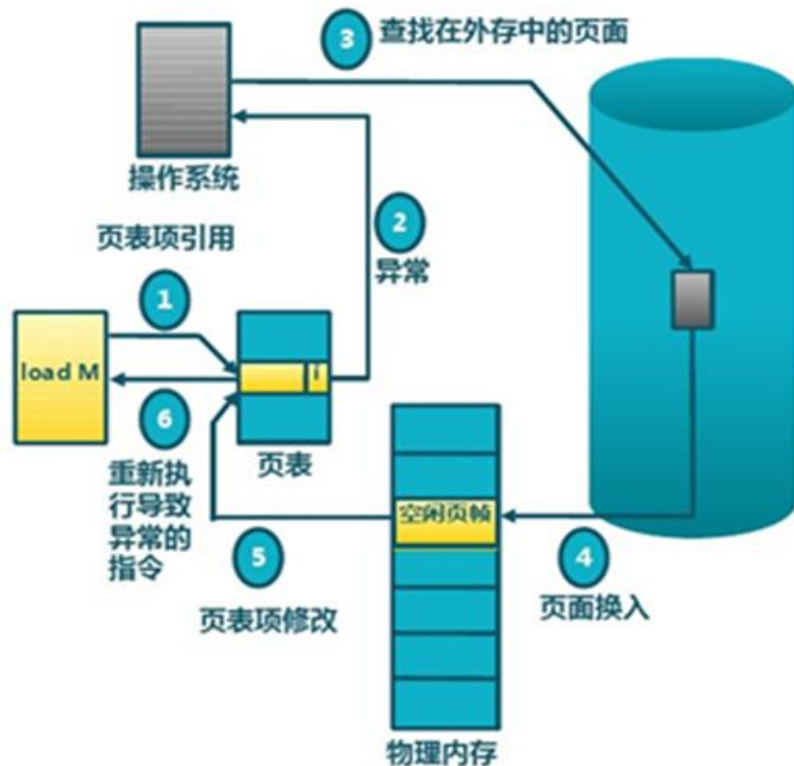 3 查找在外存中的页面
操作系统
页表项引用
2
异常
1
load M
i
6
页表
重新执
行导致
异常的
指令
空闲页帧
5
4
页表项修改
页面换入
物理内存